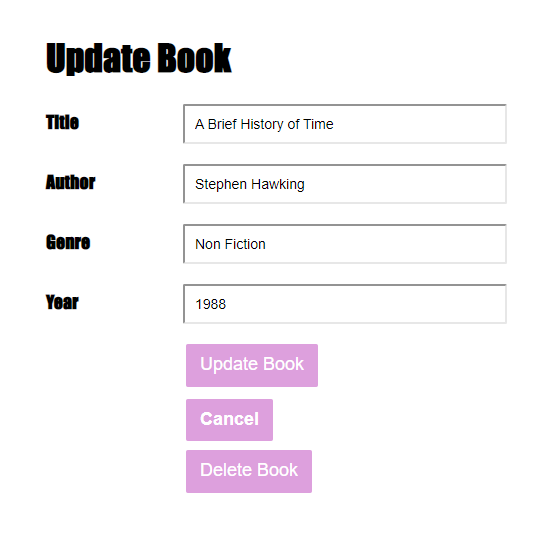 Update Book
Title
A Brief History of Time
Author
Stephen Hawking
Genre
Non Fiction
Year
1988
Update Book
Cancel
Delete Book